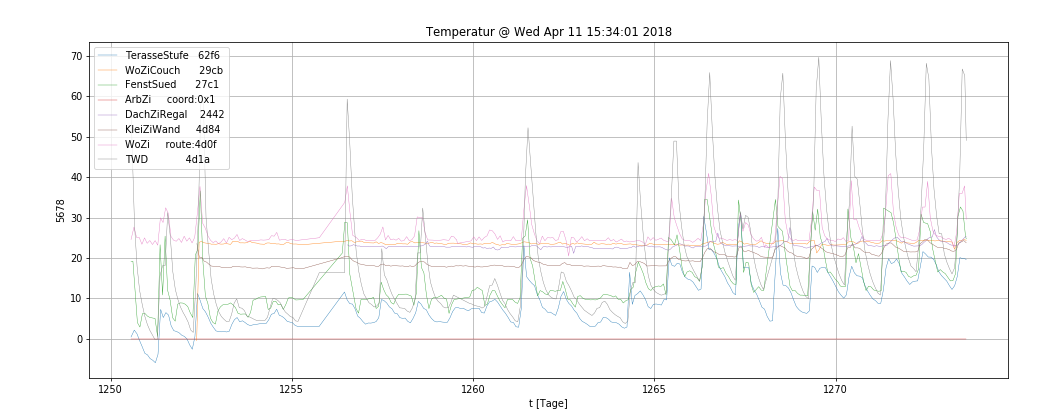 Temperatur @ Wed Apr 11 15:34:01 2018
70
60
50
40
30
20
10
0
5678
TerasseStufe 62f6
WoZiCouch 29cb
FenstSued 27c1
ArbZi coord:0x1
DachZiRegal 2442
KleiZiWand 4d84
WoZi route:4d0f
TWD 4d1a
1250 1255 1260 1265 1270
t [Tage]